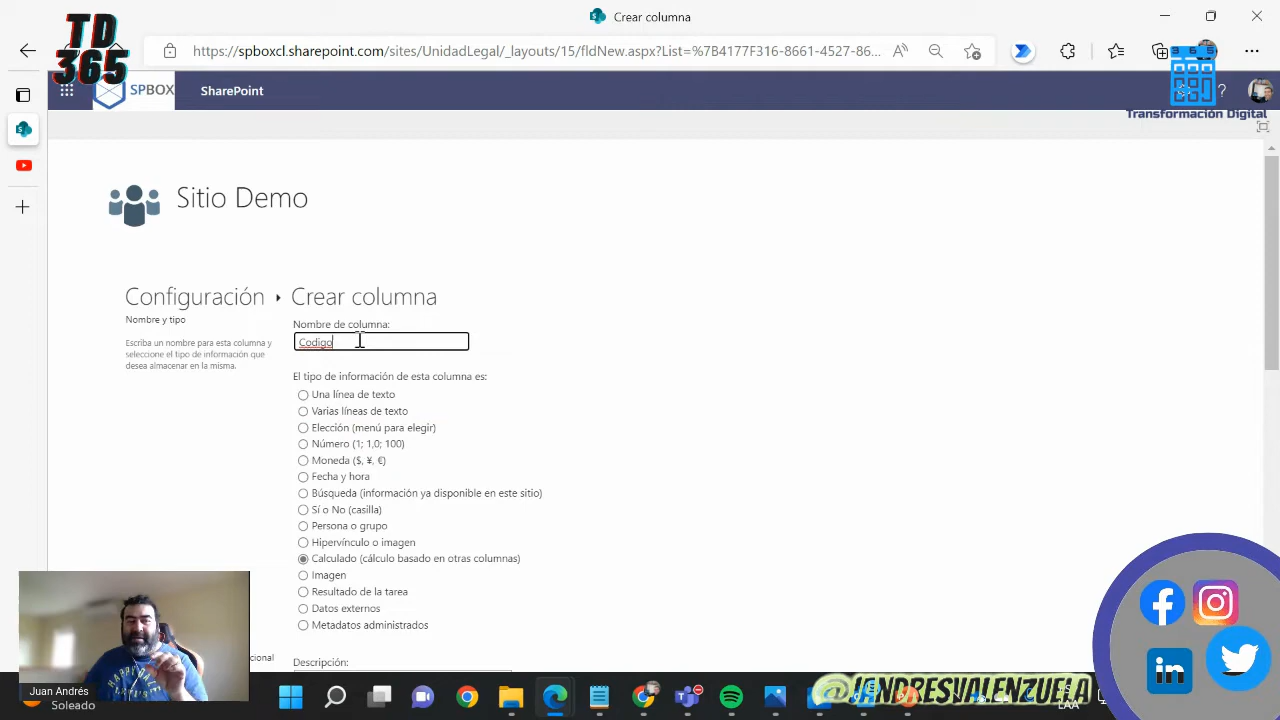 TD
365
Crear columna
https://spboxcl.sharepoint.com/sites/UnidadLegal/_layouts/15/fldNew.aspx?List=%7B4177F316-8661-4527-86...
365
SPBOX
SharePoint
Transformación Digital
Sitio Demo
Configuración ▸ Crear columna
Nombre y tipo
Nombre de columna:
Escriba un nombre para esta columna y
seleccione el tipo de información que
desea almacenar en la misma.
Codigo
El tipo de información de esta columna es:
Una línea de texto
Varias líneas de texto
Elección (menú para elegir)
Número (1; 1,0; 100)
Moneda ($, ¥, €)
Fecha y hora
Búsqueda (información ya disponible en este sitio)
Sí o No (casilla)
Persona o grupo
Hipervínculo o imagen
Calculado (cálculo basado en otras columnas)
Imagen
Resultado de la tarea
Datos externos
Metadatos administrados
cional
Descripción:
Juan Andrés
Soleado
@JANDRESVALENZUELA
LAA